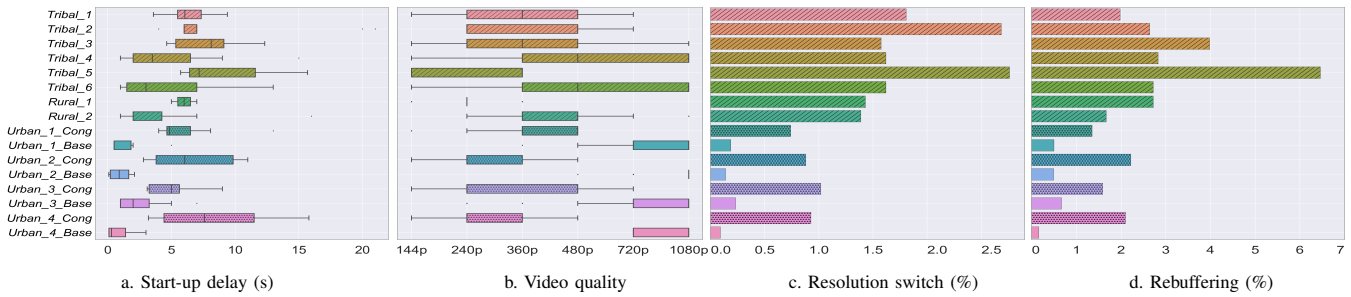 Tribal_1
Tribal_2
Tribal_3
Tribal_4
Tribal_5
Tribal_6
Rural_1
Rural_2
Urban_1_Cong
Urban_1_Base
Urban_2_Cong
Urban_2_Base
Urban_3_Cong
Urban_3_Base
Urban_4_Cong
Urban_4_Base
0 5 10 15 20
144p 240p 360p 480p 720p 1080p
0.0 0.5 1.0 1.6 2.0 2.5
0 1 2 3 4 5 6 7
a. Start-up delay (s)
b. Video quality
c. Resolution switch (%)
d. Rebuffering (%)